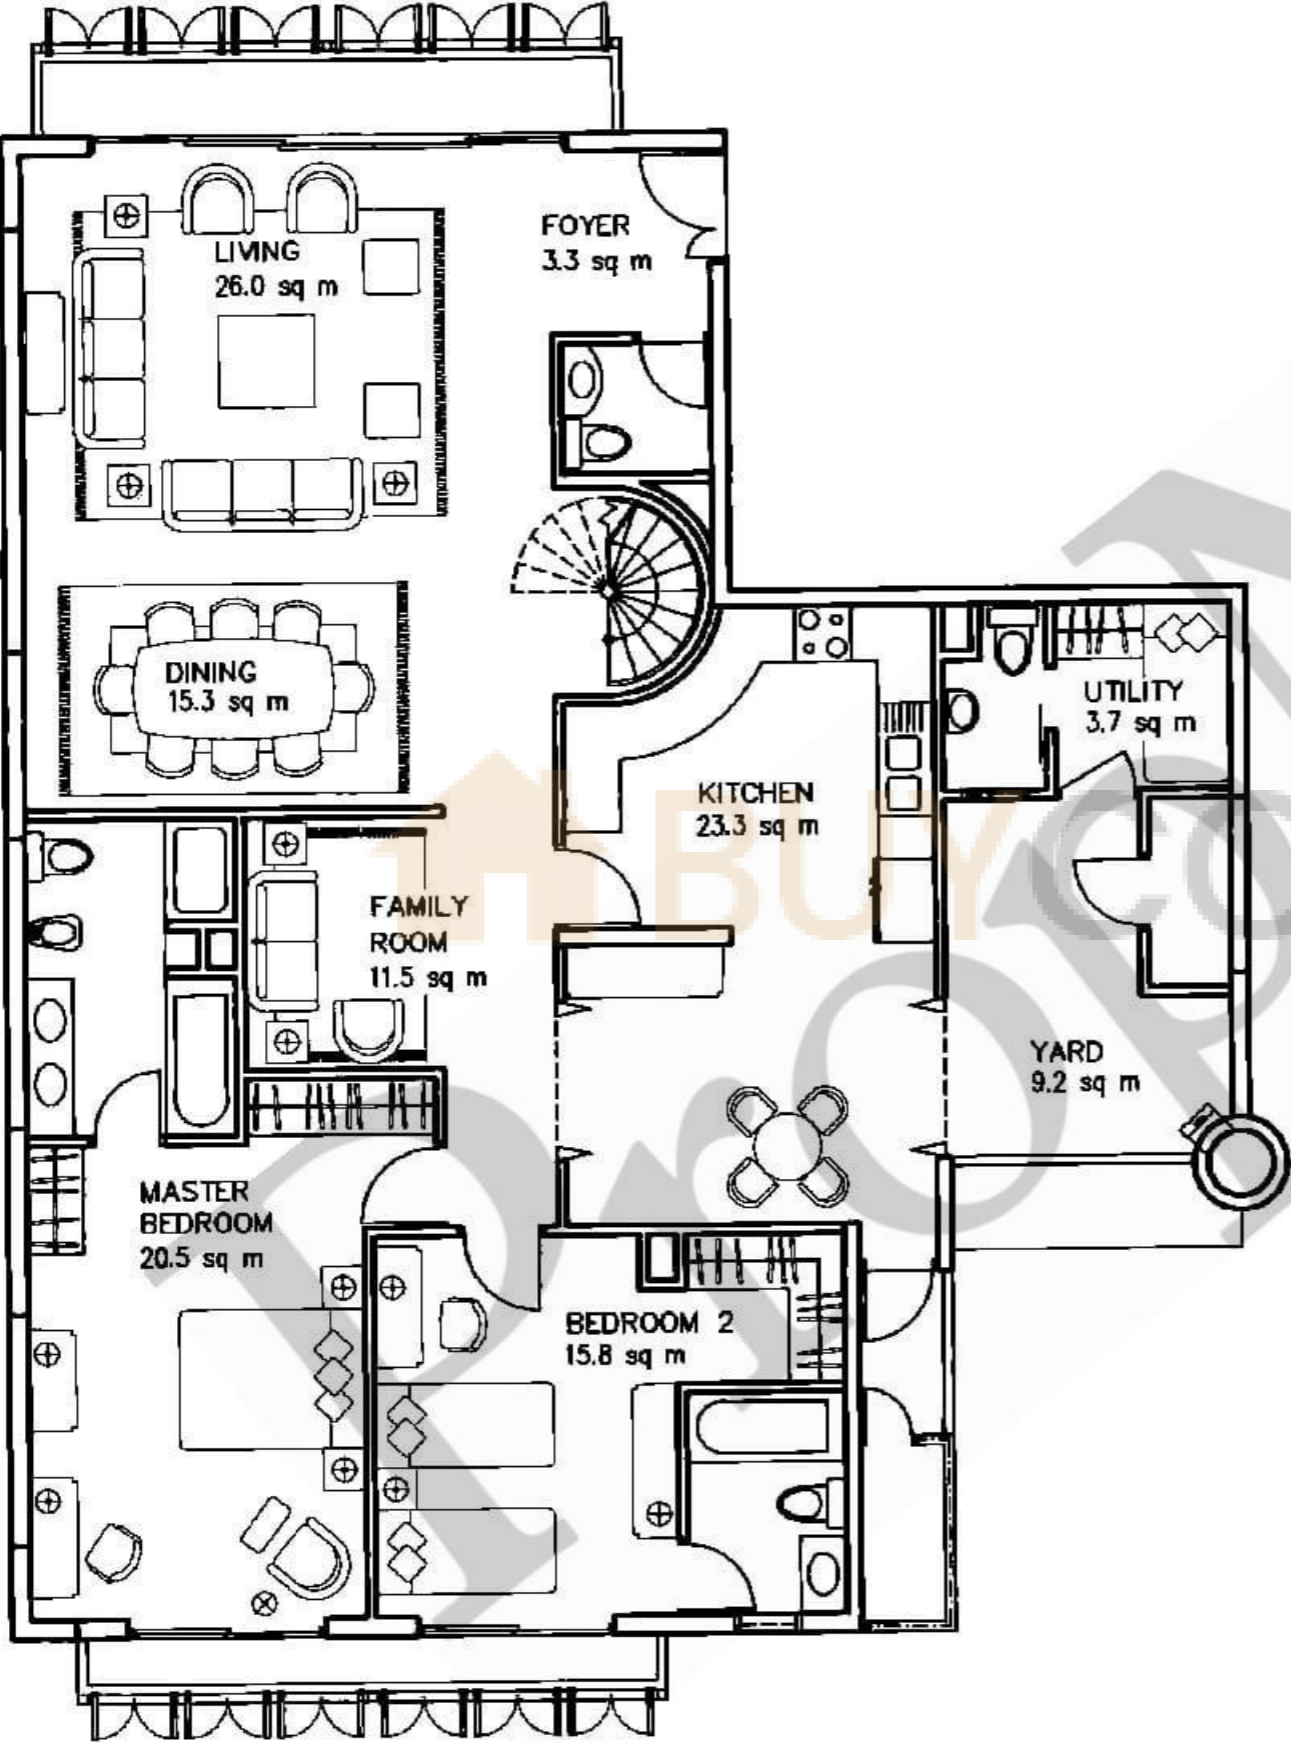 FOYER
3.3 sq m
LIVING
26.0 sq m
DINING
15.3 sq m
UTILITY
3.7 sq m
KITCHEN
23.3 sq m
BUYCO
FAMILY
ROOM
11.5 sq m
YARD
9.2 sq m
MASTER
BEDROOM
20.5 sq m
BEDROOM 2
15.8 sq m
Prop